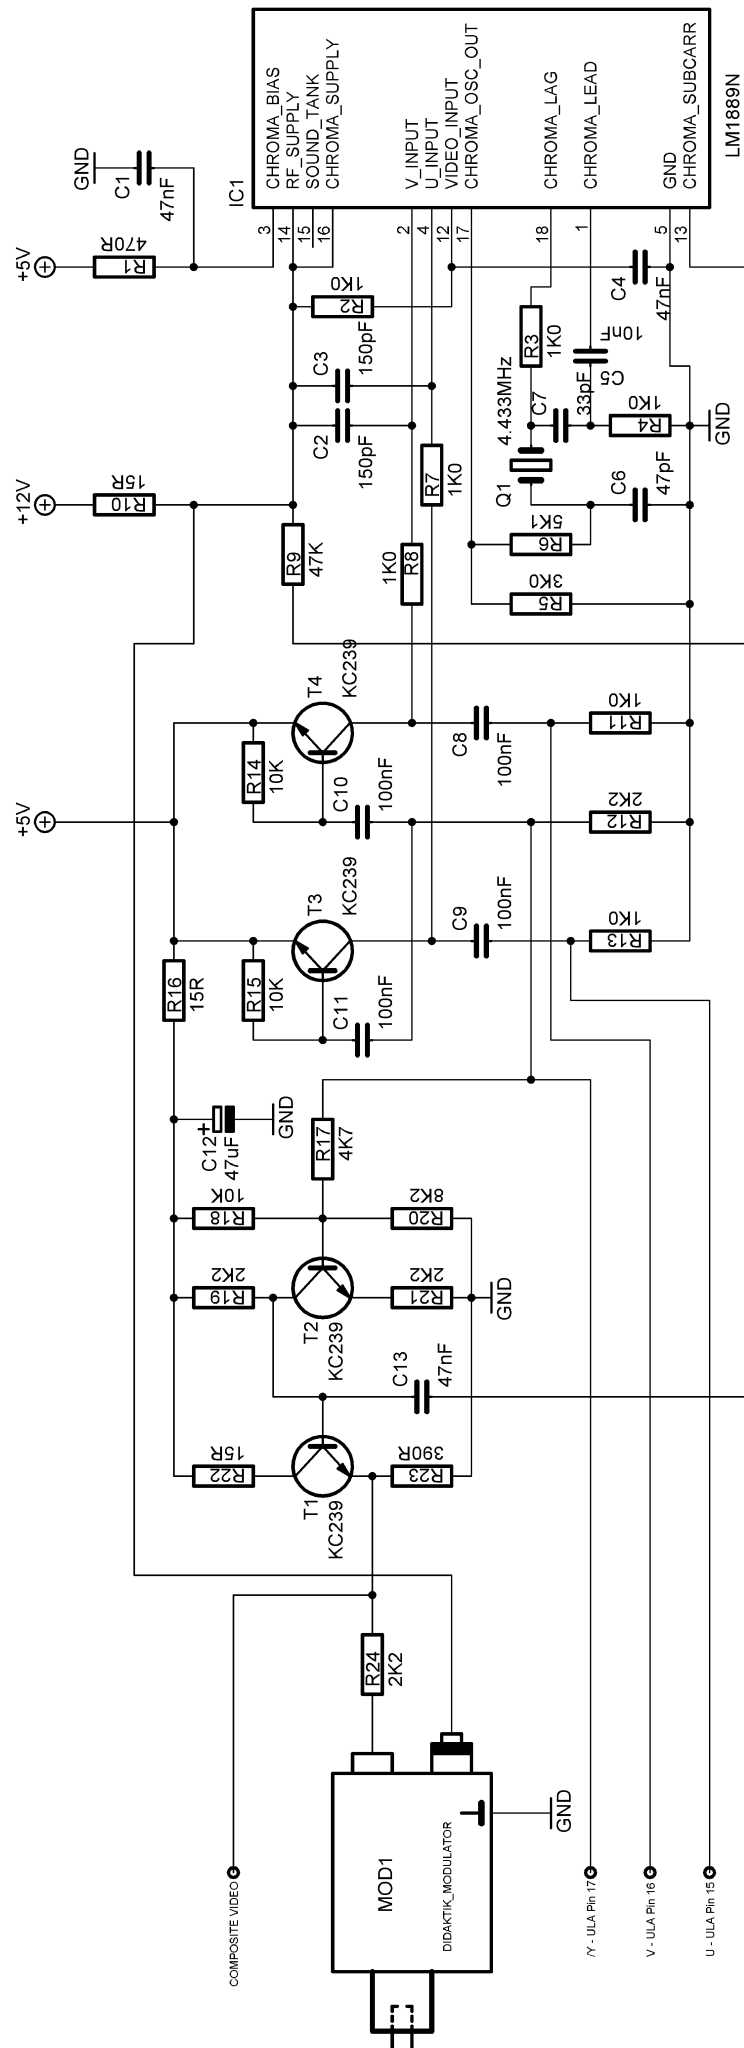 GND
C1
47nF
+5V
R1
470R
IC1
CHROMA_BIAS
RF_SUPPLY
SOUND_TANK
CHROMA_SUPPLY
V_INPUT
U_INPUT
VIDEO_INPUT
CHROMA_OSC_OUT
CHROMA_LAG
CHROMA_LEAD
GND
CHROMA_SUBCARR
LM1889N
3
14
15
16
2
4
12
17
18
1
5
13
R2
1K0
C3
150pF
C2
150pF
R3
1K0
C4
47nF
C5
10nF
4.433MHz
Q1
C7
33pF
R4
1K0
GND
C6
47pF
R6
5K1
R5
3K0
+12V
R10
15R
R9
47K
R7
1K0
R8
1K0
T4
KC239
R14
10K
C10
100nF
C8
100nF
R11
1K0
+5V
R12
2K2
T3
KC239
R15
10K
C11
100nF
C9
100nF
R13
1K0
R16
15R
C12
+
47uF
GND
R17
4K7
R18
10K
R20
8K2
R19
2K2
T2
KC239
R21
2K2
GND
C13
47nF
R22
15R
T1
KC239
R23
390R
R24
2K2
MOD1
DIDAKTIK_MODULATOR
GND
COMPOSITE VIDEO
/Y - ULA Pin 17
V - ULA Pin 16
U - ULA Pin 15